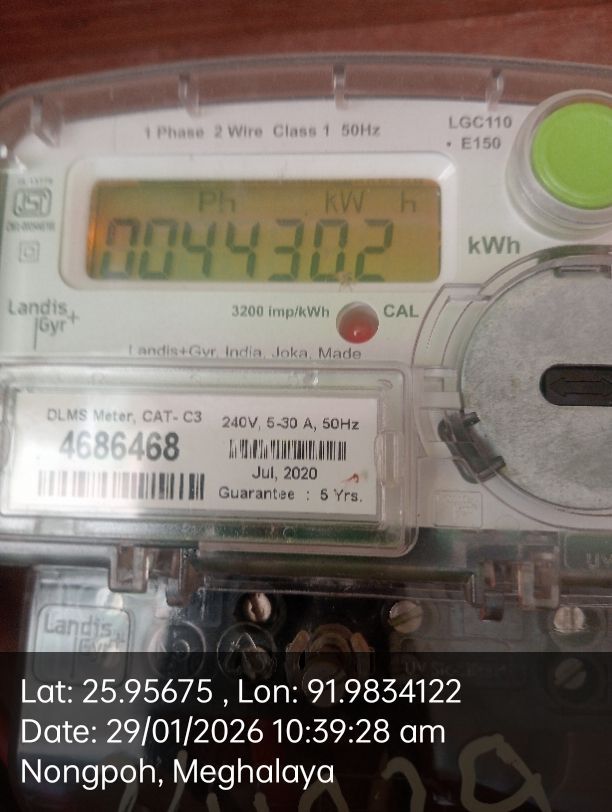 1 Phase 2 Wire Class 1 50Hz
LGC110
• E150
Ph kW h
0044302
kWh
Landis+
Gyr
3200 imp/kWh
CAL
Landis+Gyr, India, Joka, Made
DLMS Meter, CAT- C3
4686468
240V, 5-30 A, 50Hz
Jul, 2020
Guarantee : 5 Yrs.
Landis+
Gyr
Lat: 25.95675 , Lon: 91.9834122
Date: 29/01/2026 10:39:28 am
Nongpoh, Meghalaya